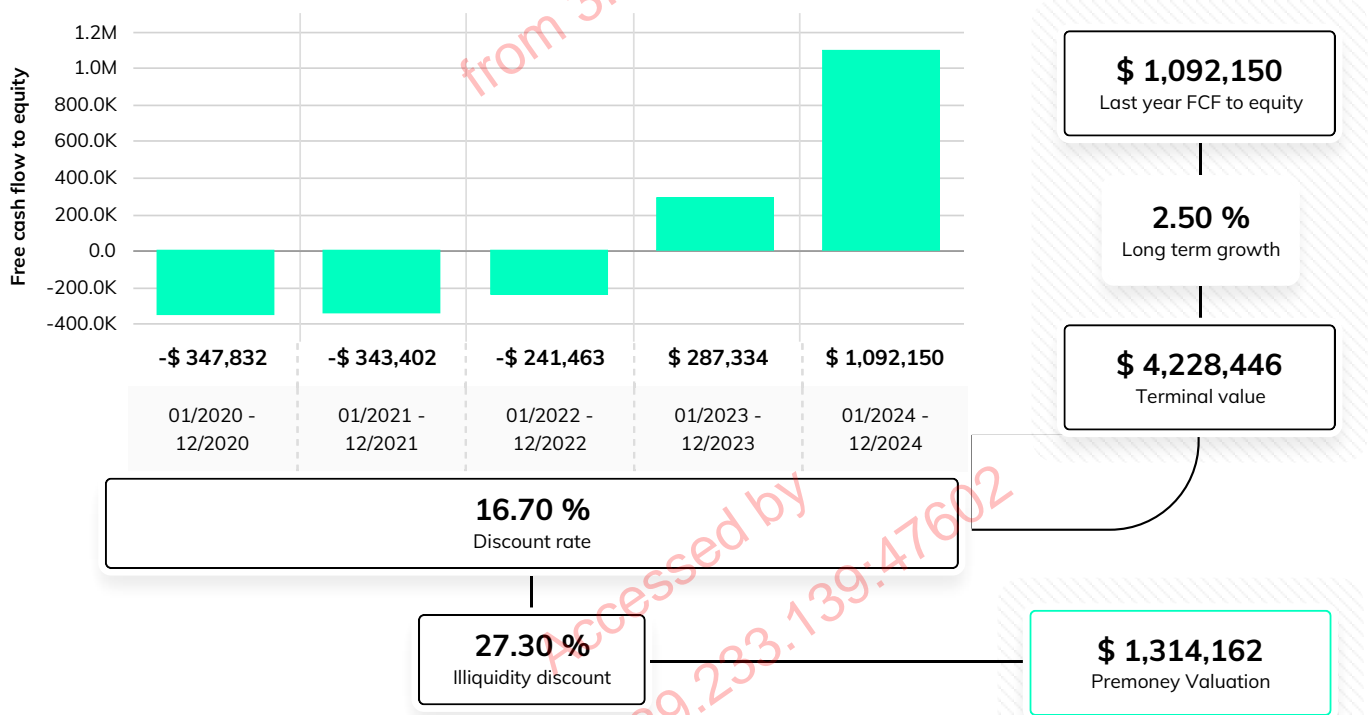 Free cash flow to equity
1.2M
1.0M
800.0K
600.0K
400.0K
200.0K
0.0
-200.0K
-400.0K
-$ 347,832
-$ 343,402
-$ 241,463
$ 287,334
$ 1,092,150
01/2020 -
12/2020
01/2021 -
12/2021
01/2022 -
12/2022
01/2023 -
12/2023
01/2024 -
12/2024
$ 1,092,150
Last year FCF to equity
2.50 %
Long term growth
$ 4,228,446
Terminal value
16.70 %
Discount rate
27.30 %
Illiquidity discount
$ 1,314,162
Premoney Valuation
from
Accessed by